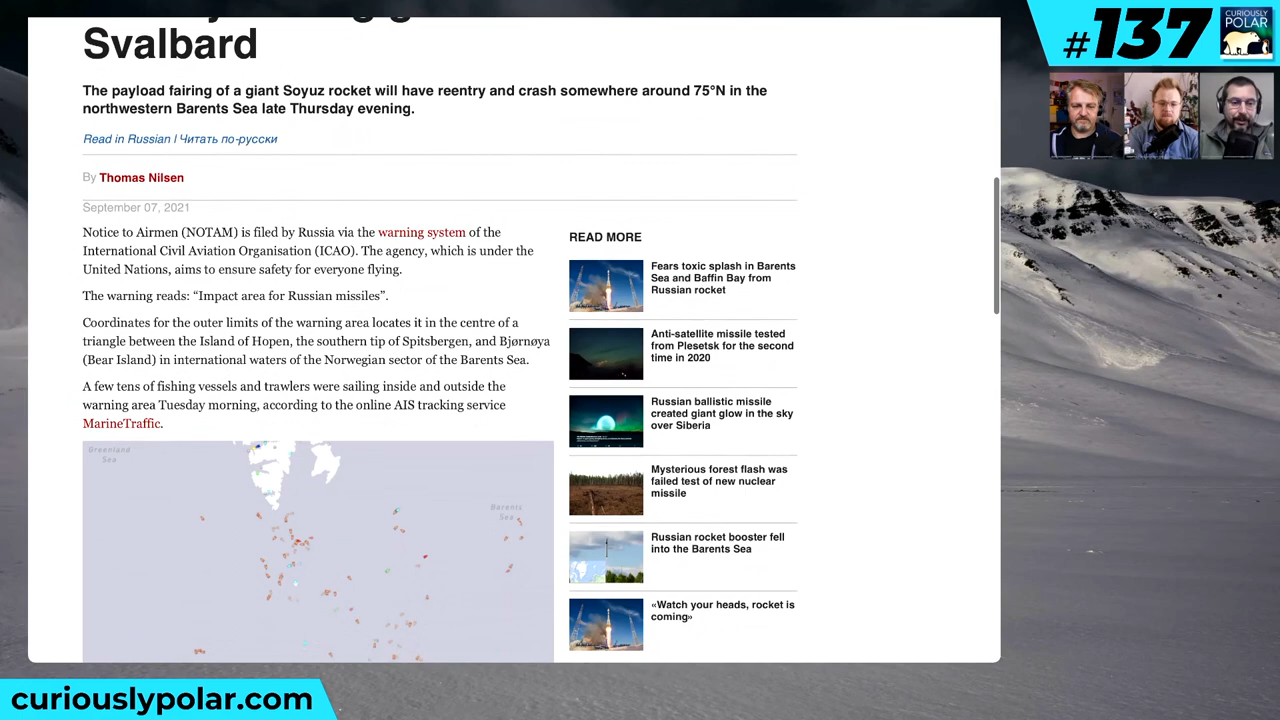 Svalbard
The payload fairing of a giant Soyuz rocket will have reentry and crash somewhere around 75°N in the
northwestern Barents Sea late Thursday evening.
Read in Russian | Читать по-русски
By Thomas Nilsen
September 07, 2021
Notice to Airmen (NOTAM) is filed by Russia via the warning system of the
International Civil Aviation Organisation (ICAO). The agency, which is under the
United Nations, aims to ensure safety for everyone flying.
The warning reads: “Impact area for Russian missiles”.
Coordinates for the outer limits of the warning area locates it in the centre of a
triangle between the Island of Hopen, the southern tip of Spitsbergen, and Bjørnøya
(Bear Island) in international waters of the Norwegian sector of the Barents Sea.
A few tens of fishing vessels and trawlers were sailing inside and outside the
warning area Tuesday morning, according to the online AIS tracking service
MarineTraffic.
Greenland
Sea
Barents
Sea
READ MORE
Fears toxic splash in Barents
Sea and Baffin Bay from
Russian rocket
Anti-satellite missile tested
from Plesetsk for the second
time in 2020
Russian ballistic missile
created giant glow in the sky
over Siberia
Mysterious forest flash was
failed test of new nuclear
missile
Russian rocket booster fell
into the Barents Sea
«Watch your heads, rocket is
coming»
#137
CURIOUSLY
POLAR
curiouslypolar.com